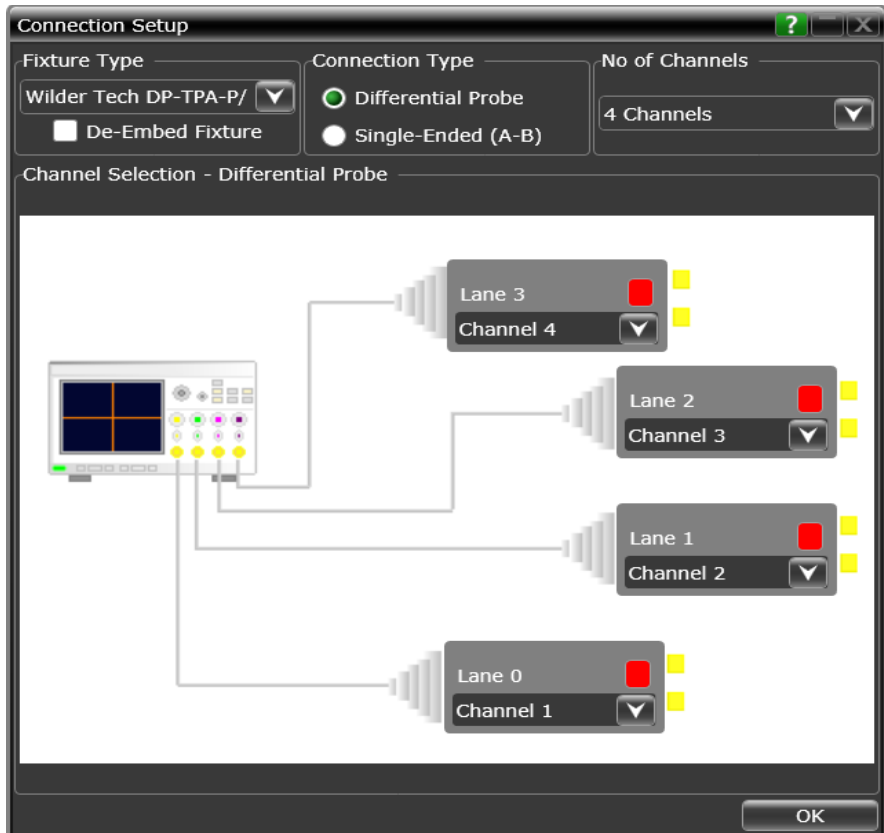 Connection Setup
?
Fixture Type
Connection Type
No of Channels
Wilder Tech DP-TPA-P/
Differential Probe
4 Channels
De-Embed Fixture
Single-Ended (A-B)
Channel Selection - Differential Probe
Lane 3
Channel 4
Lane 2
Channel 3
Lane 1
Channel 2
Lane 0
Channel 1
OK